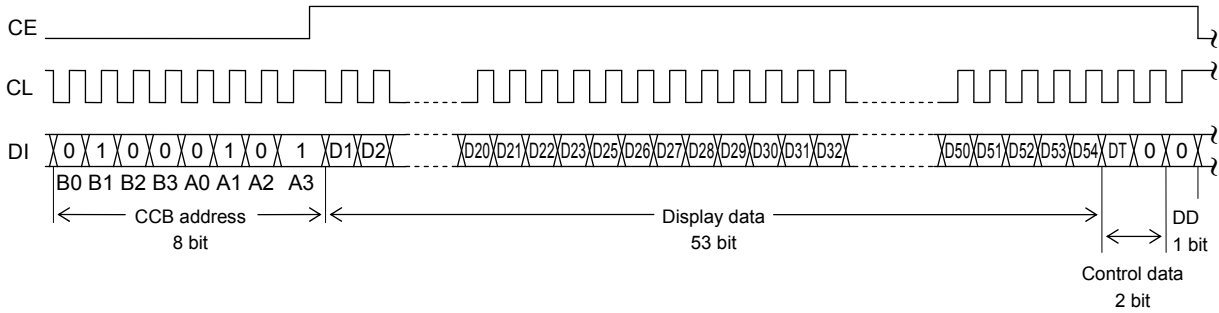 CE
CL
DI 0 1 0 0 0 1 0 1 D1 D2 D20 D21 D22 D23 D25 D26 D27 D28 D29 D30 D31 D32 D50 D51 D52 D53 D54 DT 0 0
B0 B1 B2 B3 A0 A1 A2 A3
CCB address Display data DD
8 bit 53 bit 1 bit
Control data
2 bit